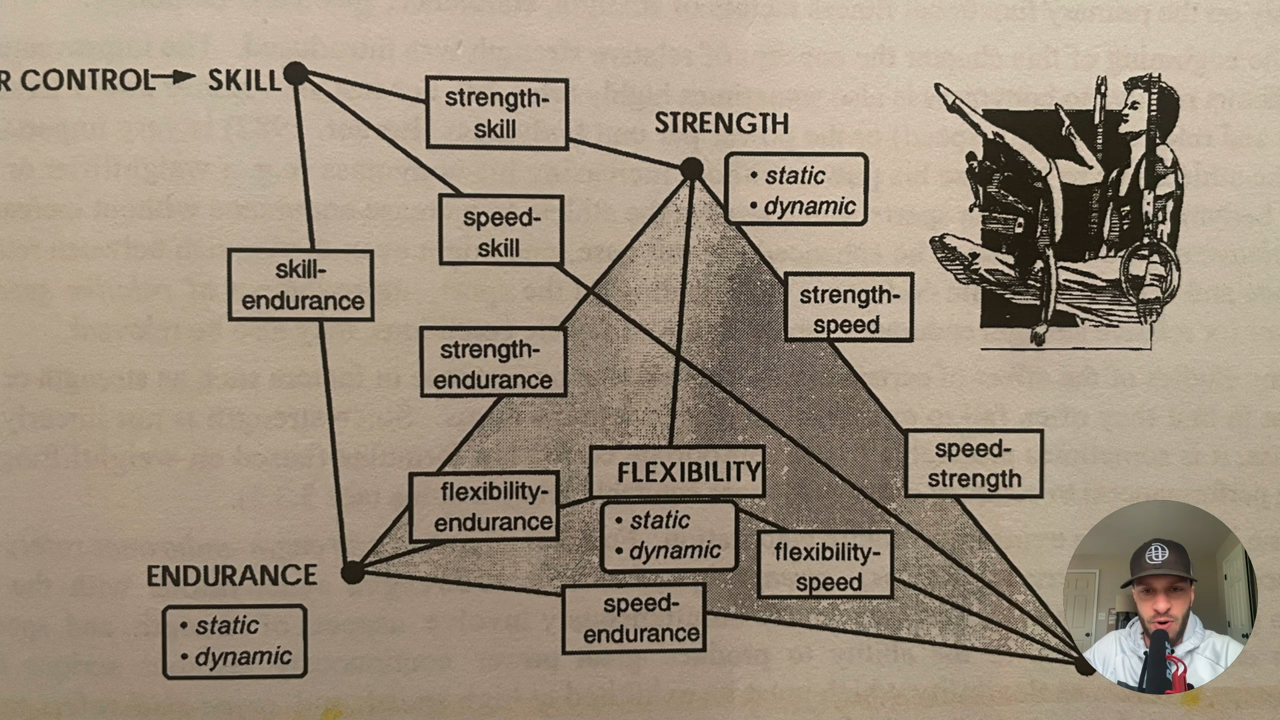 R CONTROL → SKILL
strength-
skill
STRENGTH
• static
• dynamic
speed-
skill
skill-
endurance
strength-
speed
strength-
endurance
speed-
strength
FLEXIBILITY
flexibility-
endurance
• static
• dynamic
flexibility-
speed
ENDURANCE
speed-
endurance
• static
• dynamic